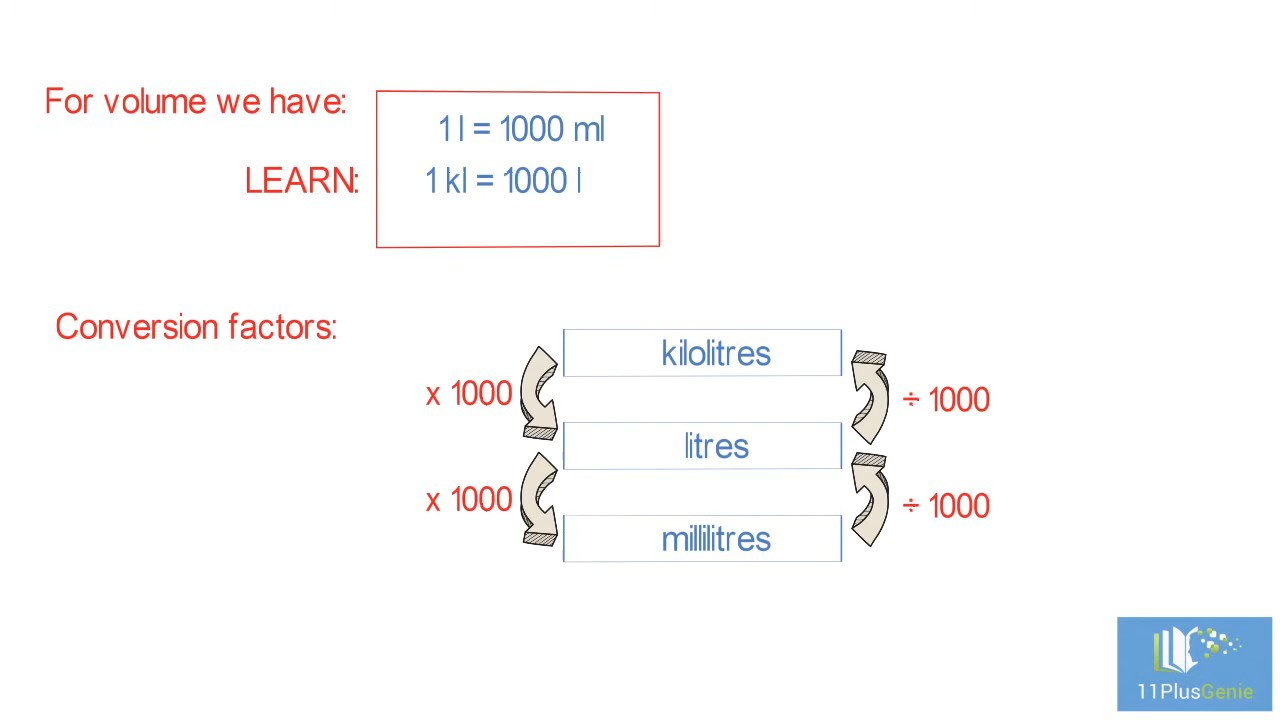 For volume we have:
1 l = 1000 ml
LEARN:
1 kl = 1000 l
Conversion factors:
kilolitres
x 1000
÷ 1000
litres
x 1000
÷ 1000
millilitres
11PlusGenie